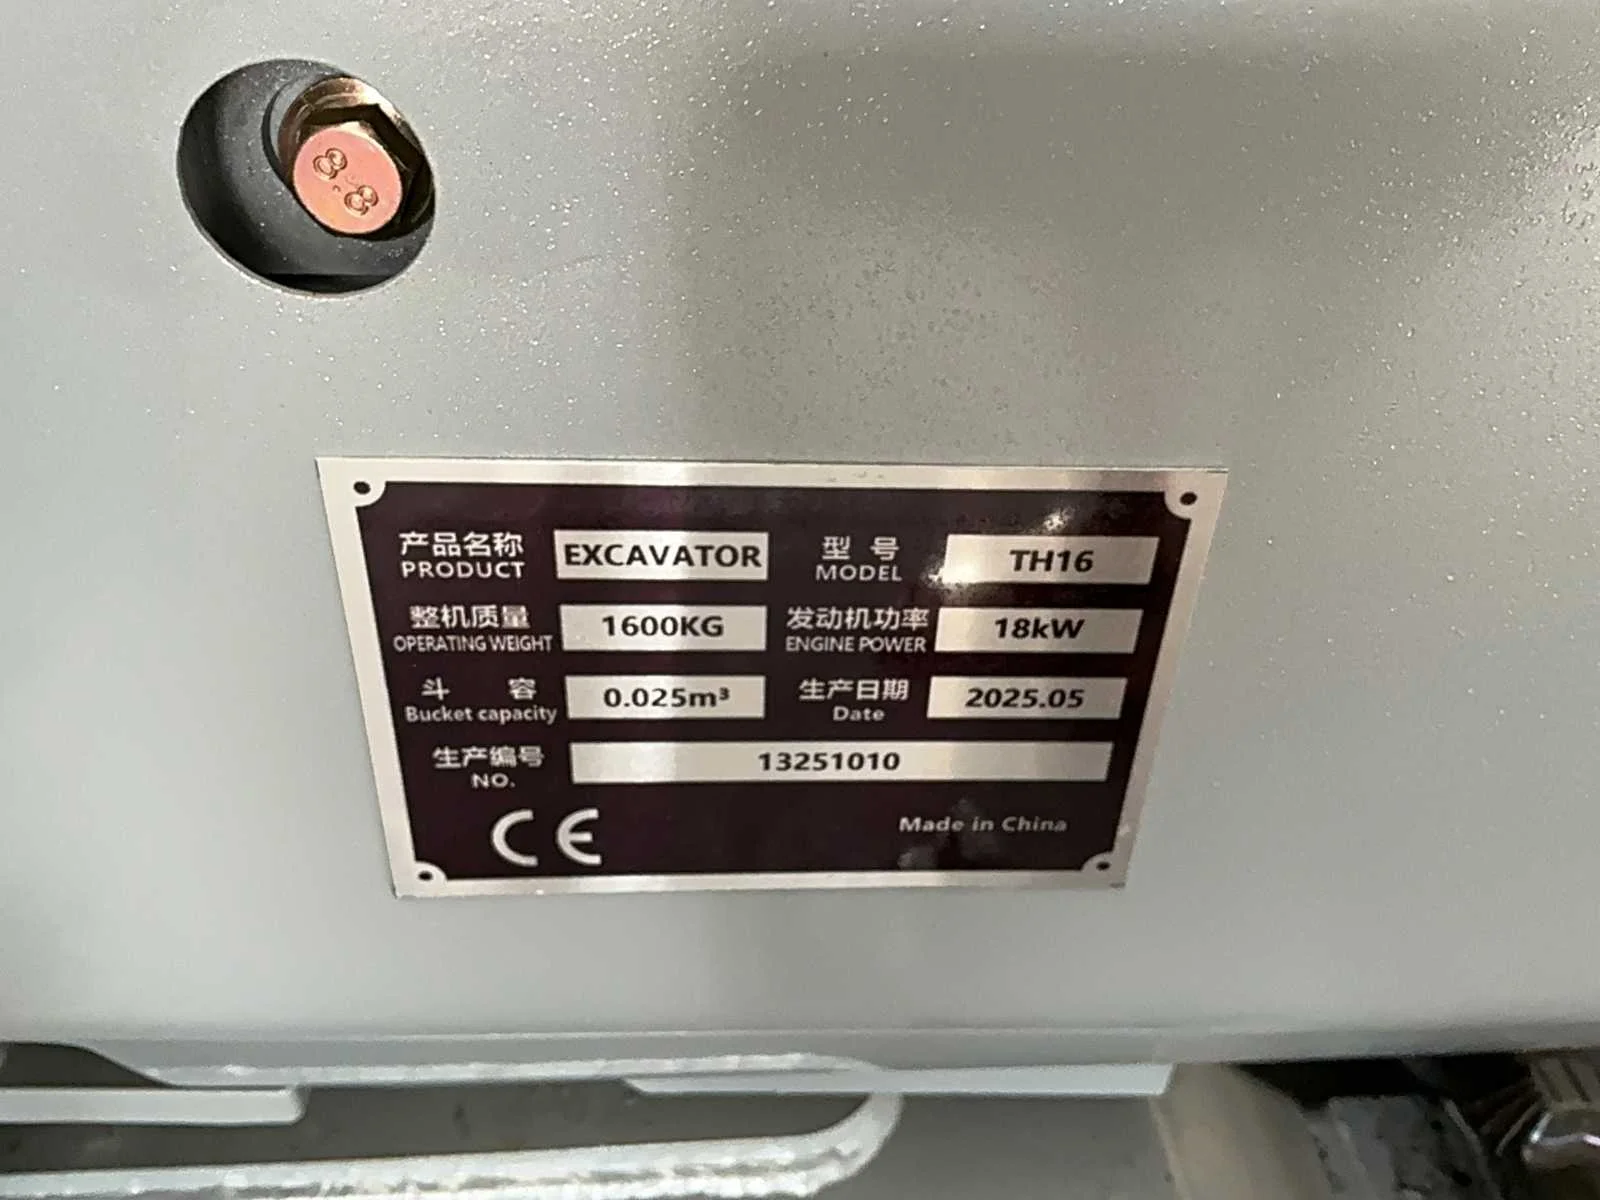 8.8
产品名称 EXCAVATOR 型号 TH16
PRODUCT MODEL
整机质量 1600KG 发动机功率 18kW
OPERATING WEIGHT ENGINE POWER
斗容 0.025m³ 生产日期 2025.05
Bucket capacity Date
生产编号 13251010
NO.
CE Made in China